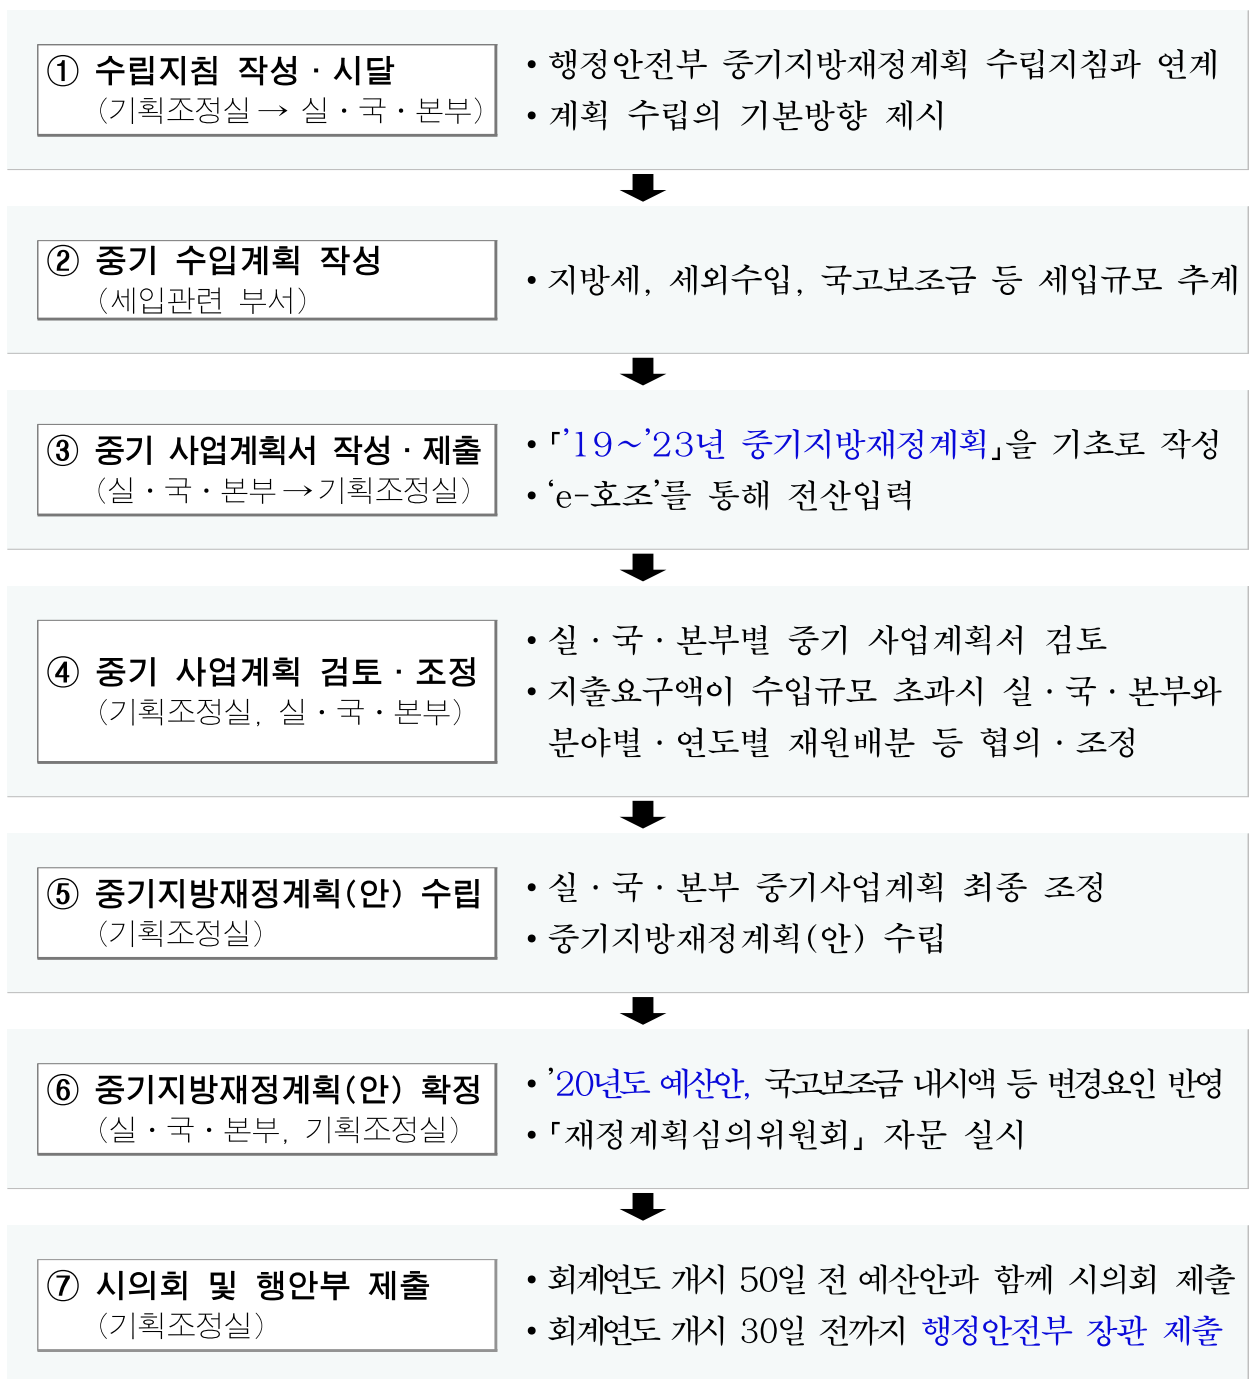 ① 수립지침 작성 · 시달
(기획조정실 → 실 · 국 · 본부)
• 행정안전부 중기지방재정계획 수립지침과 연계
• 계획 수립의 기본방향 제시
② 중기 수입계획 작성
(세입관련 부서)
• 지방세, 세외수입, 국고보조금 등 세입규모 추계
③ 중기 사업계획서 작성 · 제출
(실 · 국 · 본부 → 기획조정실)
• 「’19～’23년 중기지방재정계획」을 기초로 작성
• ‘e-호조’를 통해 전산입력
④ 중기 사업계획 검토 · 조정
(기획조정실, 실 · 국 · 본부)
• 실 · 국 · 본부별 중기 사업계획서 검토
• 지출요구액이 수입규모 초과시 실 · 국 · 본부와
분야별 · 연도별 재원배분 등 협의 · 조정
⑤ 중기지방재정계획(안) 수립
(기획조정실)
• 실 · 국 · 본부 중기사업계획 최종 조정
• 중기지방재정계획(안) 수립
⑥ 중기지방재정계획(안) 확정
(실 · 국 · 본부, 기획조정실)
• ’20년도 예산안, 국고보조금 내시액 등 변경요인 반영
• 「재정계획심의위원회」 자문 실시
⑦ 시의회 및 행안부 제출
(기획조정실)
• 회계연도 개시 50일 전 예산안과 함께 시의회 제출
• 회계연도 개시 30일 전까지 행정안전부 장관 제출